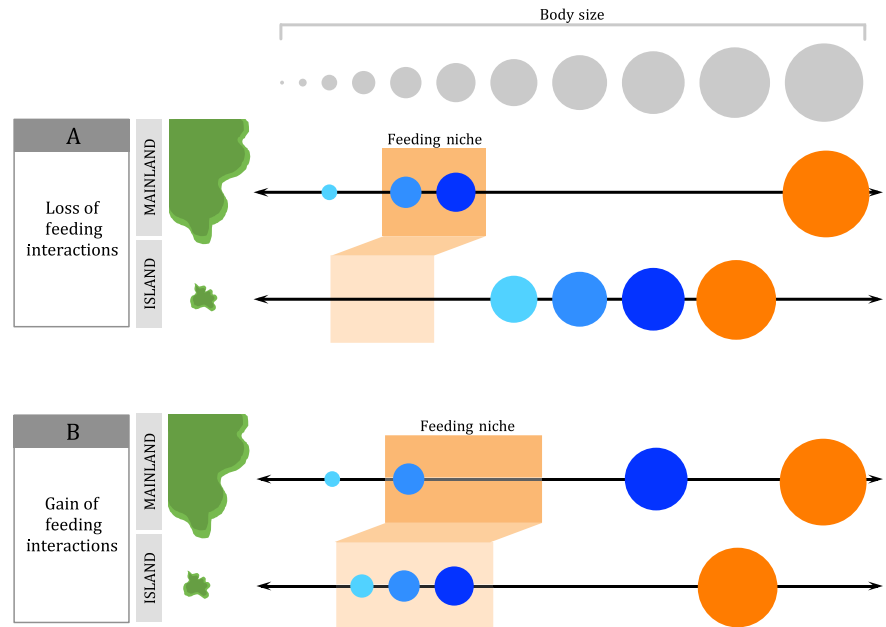 Body size
A
Loss of
feeding
interactions
MAINLAND
ISLAND
Feeding niche
B
Gain of
feeding
interactions
MAINLAND
ISLAND
Feeding niche